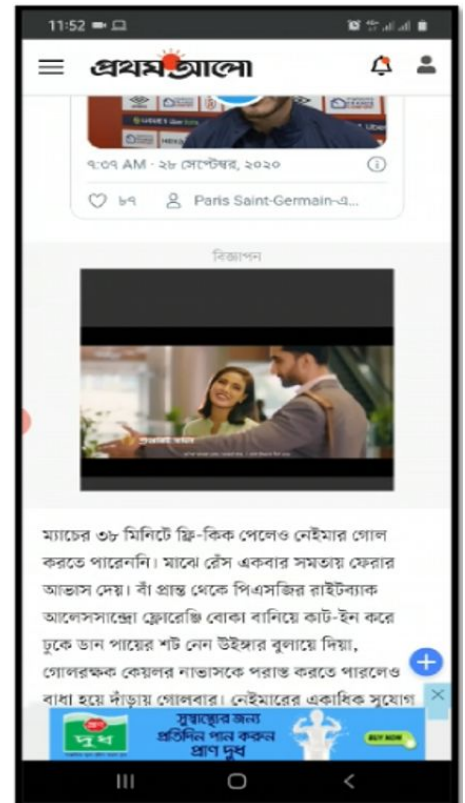 11:52
প্রথম আলো
৭:০৭ AM · ২৮ সেপ্টেম্বর, ২০২০
৮৭ Paris Saint-Germain-এ...
বিজ্ঞাপন
ম্যাচের ৩৮ মিনিটে ফ্রি-কিক পেলেও নেইমার গোল
করতে পারেননি। মাঝে রেঁস একবার সমতায় ফেরার
আভাস দেয়। বাঁ প্রান্ত থেকে পিএসজির রাইটব্যাক
আলেসসান্দ্রো ফ্লোরেঞ্জি বোকা বানিয়ে কাট-ইন করে
ঢুকে ডান পায়ের শট নেন উইঙ্গার বুলায়ে দিয়া,
গোলরক্ষক কেয়লর নাভাসকে পরাস্ত করতে পারলেও
বাধা হয়ে দাঁড়ায় গোলবার। নেইমারের একাধিক সুযোগ
প্রাণ
দুধ
সুস্বাস্থ্যের জন্য
প্রতিদিন পান করুন
প্রাণ দুধ
BUY NOW